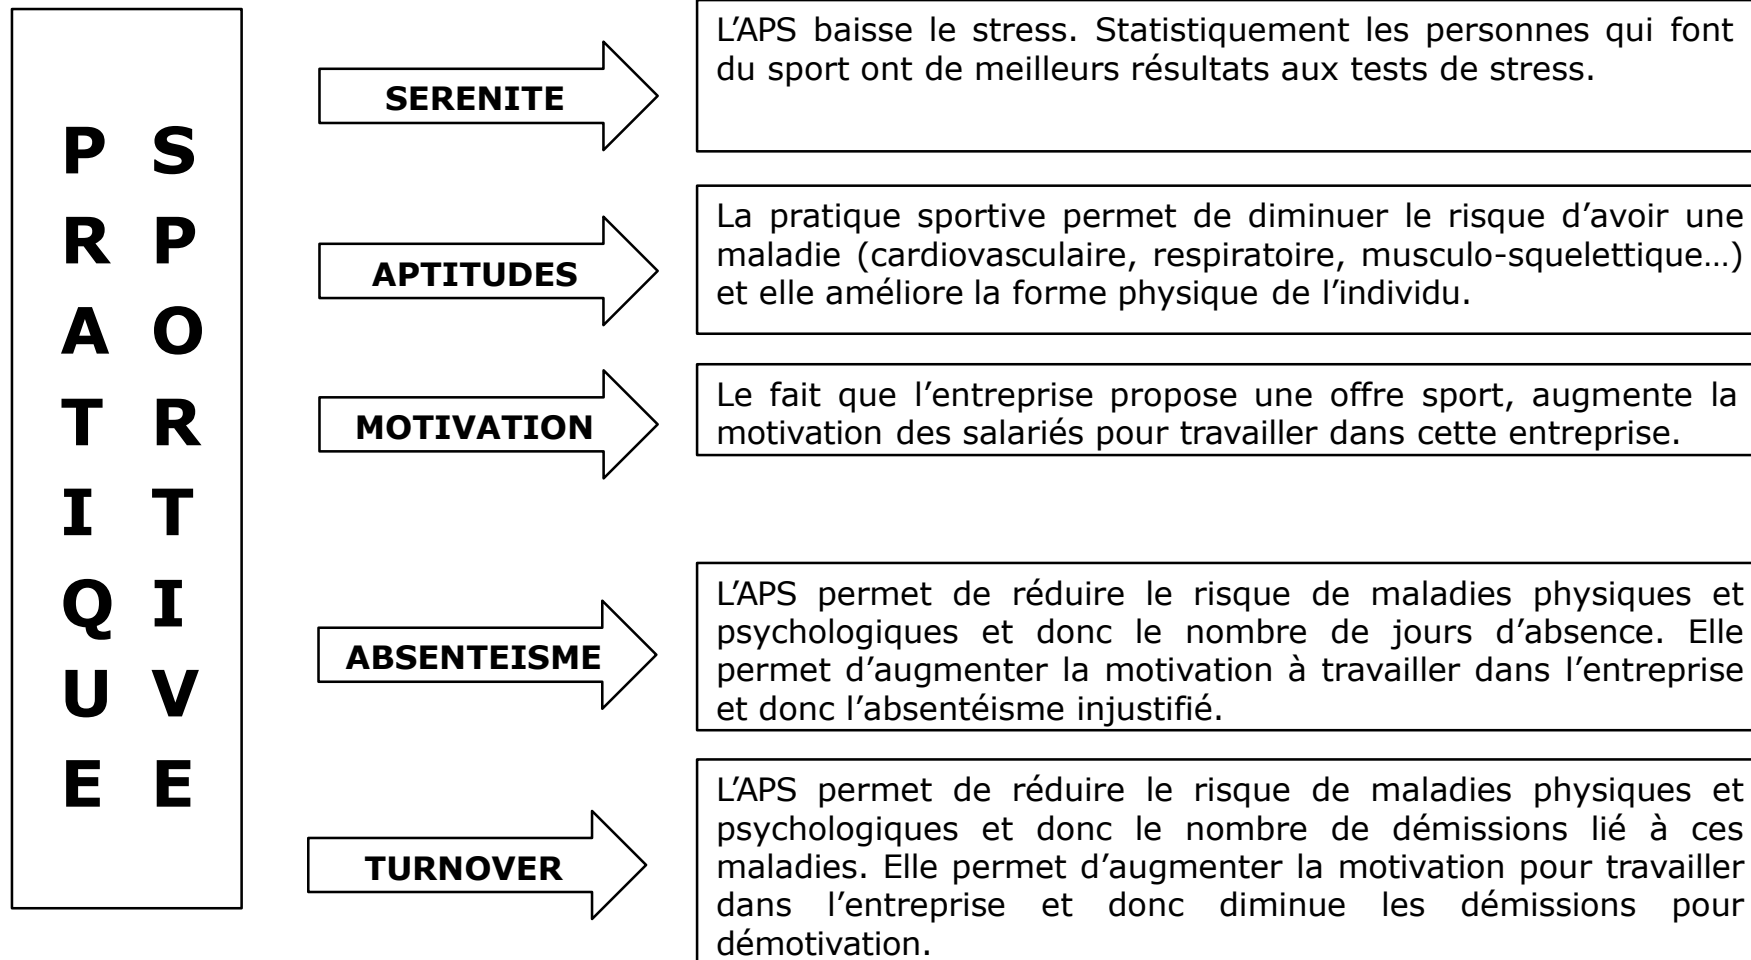 PRATIQUE
SPORTIVE
SERENITE
L'APS baisse le stress. Statistiquement les personnes qui font
du sport ont de meilleurs résultats aux tests de stress.
APTITUDES
La pratique sportive permet de diminuer le risque d'avoir une
maladie (cardiovasculaire, respiratoire, musculo-squelettique…)
et elle améliore la forme physique de l'individu.
MOTIVATION
Le fait que l'entreprise propose une offre sport, augmente la
motivation des salariés pour travailler dans cette entreprise.
ABSENTEISME
L'APS permet de réduire le risque de maladies physiques et
psychologiques et donc le nombre de jours d'absence. Elle
permet d'augmenter la motivation à travailler dans l'entreprise
et donc l'absentéisme injustifié.
TURNOVER
L'APS permet de réduire le risque de maladies physiques et
psychologiques et donc le nombre de démissions lié à ces
maladies. Elle permet d'augmenter la motivation pour travailler
dans l'entreprise et donc diminue les démissions pour
démotivation.